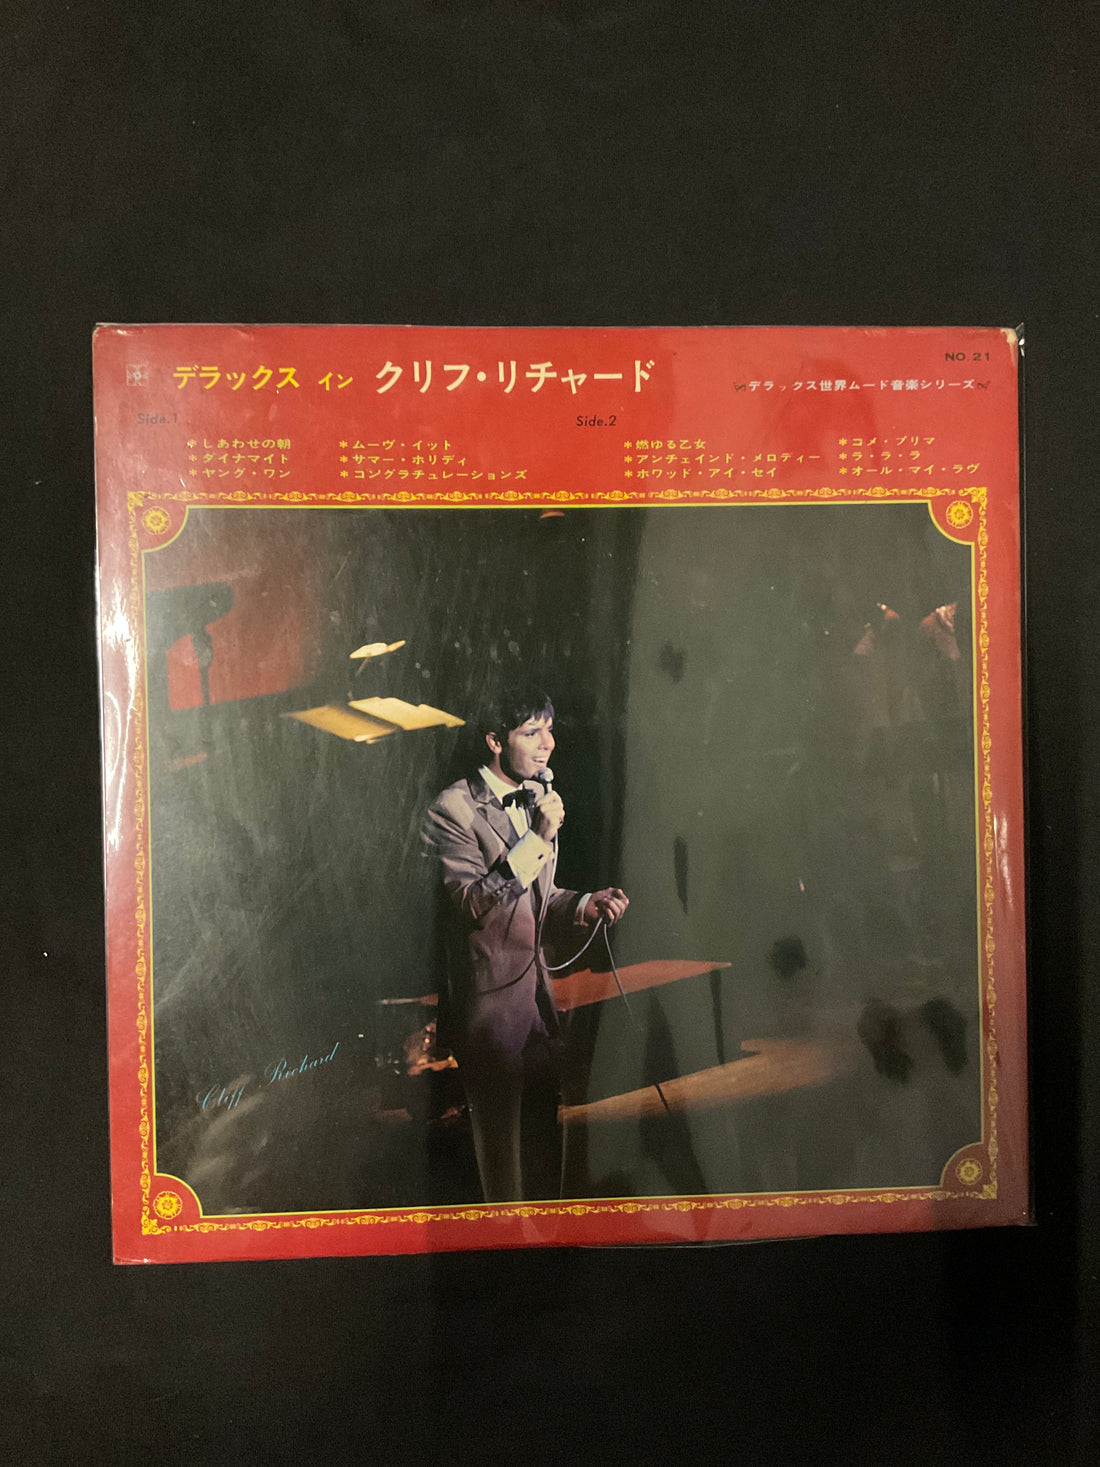 NO.21
デラックス イン クリフ・リチャード
デラックス世界ムード音楽シリーズ
Side.1
*しあわせの朝
*ダイナマイト
*ヤング・ワン
*ムーヴ・イット
*サマー・ホリディ
*コングラチュレーションズ
Side.2
*燃ゆる乙女
*アンチェインド・メロディー
*ホワッド・アイ・セイ
*コメ・プリマ
*ラ・ラ・ラ
*オール・マイ・ラヴ
Cliff Richard